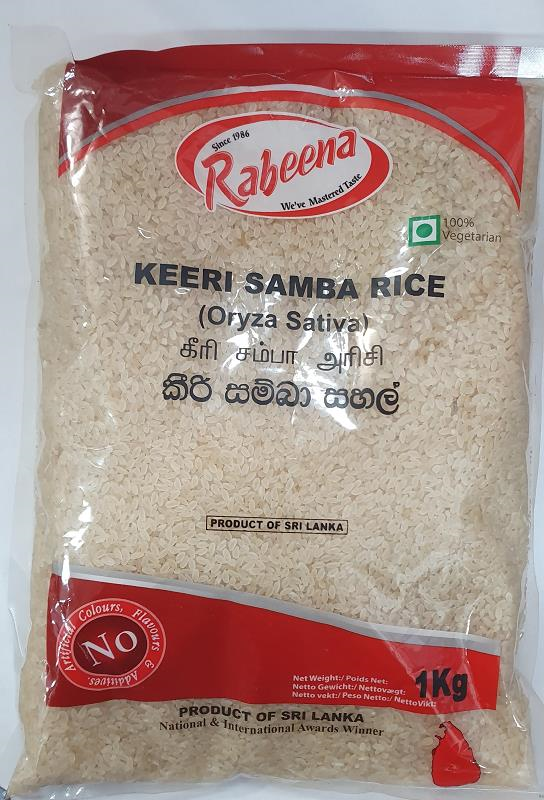 Since 1986
Rabeena
We've Mastered Taste
100%
Vegetarian
KEERI SAMBA RICE
(Oryza Sativa)
கீரி சம்பா அரிசி
කීරි සම්බා සහල්
PRODUCT OF SRI LANKA
Artificial Colours, Flavours & Additives
No
Net Weight:/ Poids Net:
Netto Gewicht:/ Nettovægt:
Netto vekt:/ Peso Netto:/ NettoVikt:
1Kg
PRODUCT OF SRI LANKA
National & International Awards Winner